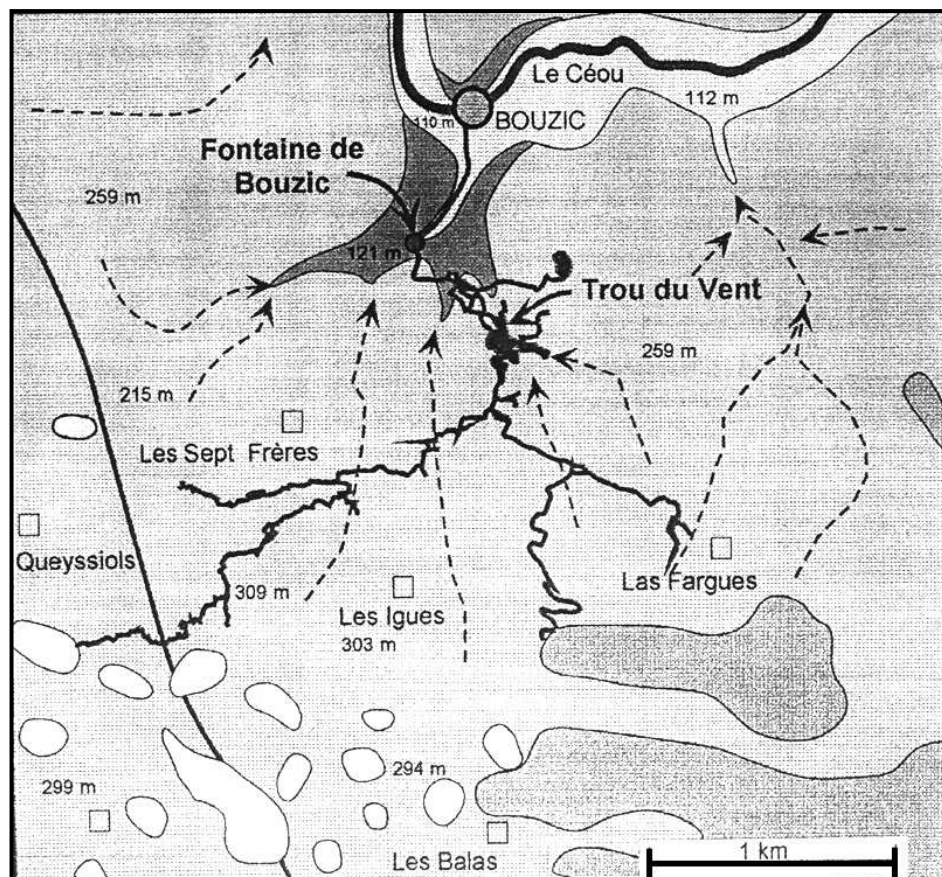 Le Céou
112 m
110 m
BOUZIC
Fontaine de
Bouzic
259 m
121 m
Trou du Vent
259 m
215 m
Les Sept Frères
Queyssiols
Las Fargues
309 m
Les Igues
303 m
294 m
299 m
Les Balas
1 km